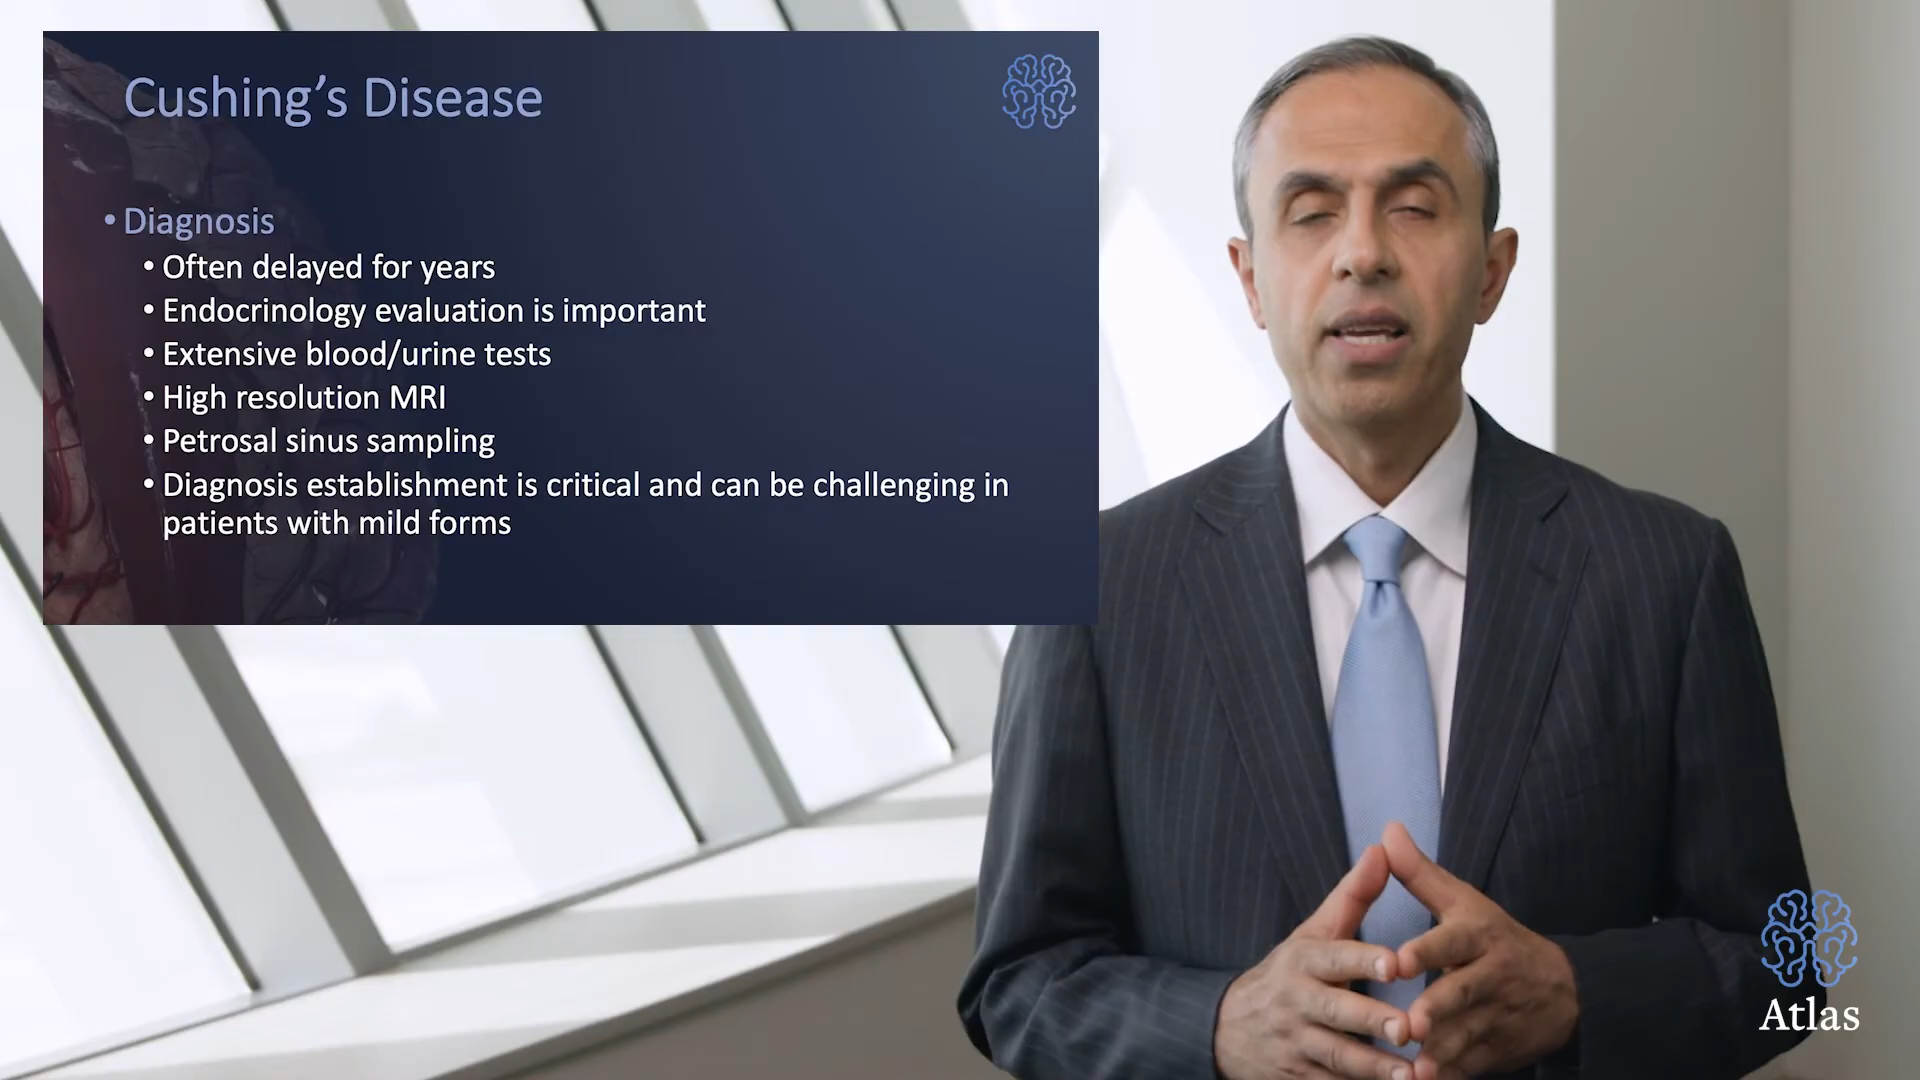 Cushing’s Disease
• Diagnosis
• Often delayed for years
• Endocrinology evaluation is important
• Extensive blood/urine tests
• High resolution MRI
• Petrosal sinus sampling
• Diagnosis establishment is critical and can be challenging in
patients with mild forms
Atlas